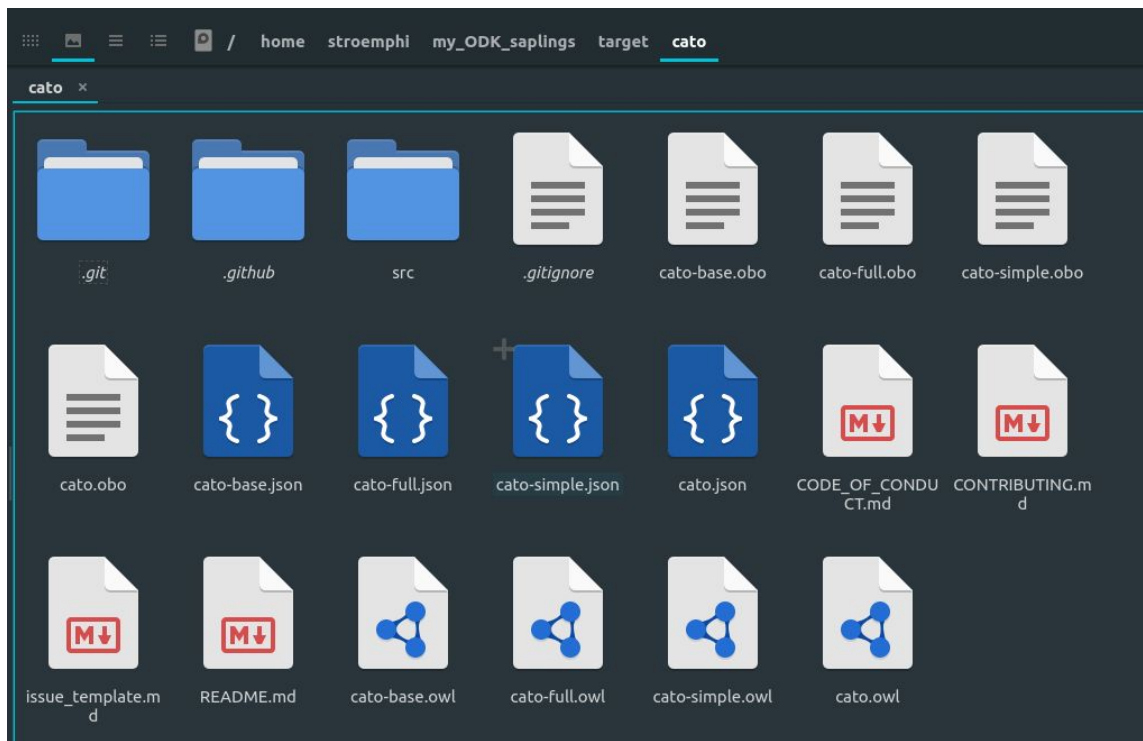 / home stroemphi my_ODK_saplings target cato
cato ×
.git .github src .gitignore cato-base.obo cato-full.obo cato-simple.obo
{ } { } { } { } M M
cato.obo cato-base.json cato-full.json cato-simple.json cato.json CODE_OF_CONDU CONTRIBUTING.m
CT.md d
M M
issue_template.m README.md cato-base.owl cato-full.owl cato-simple.owl cato.owl
d